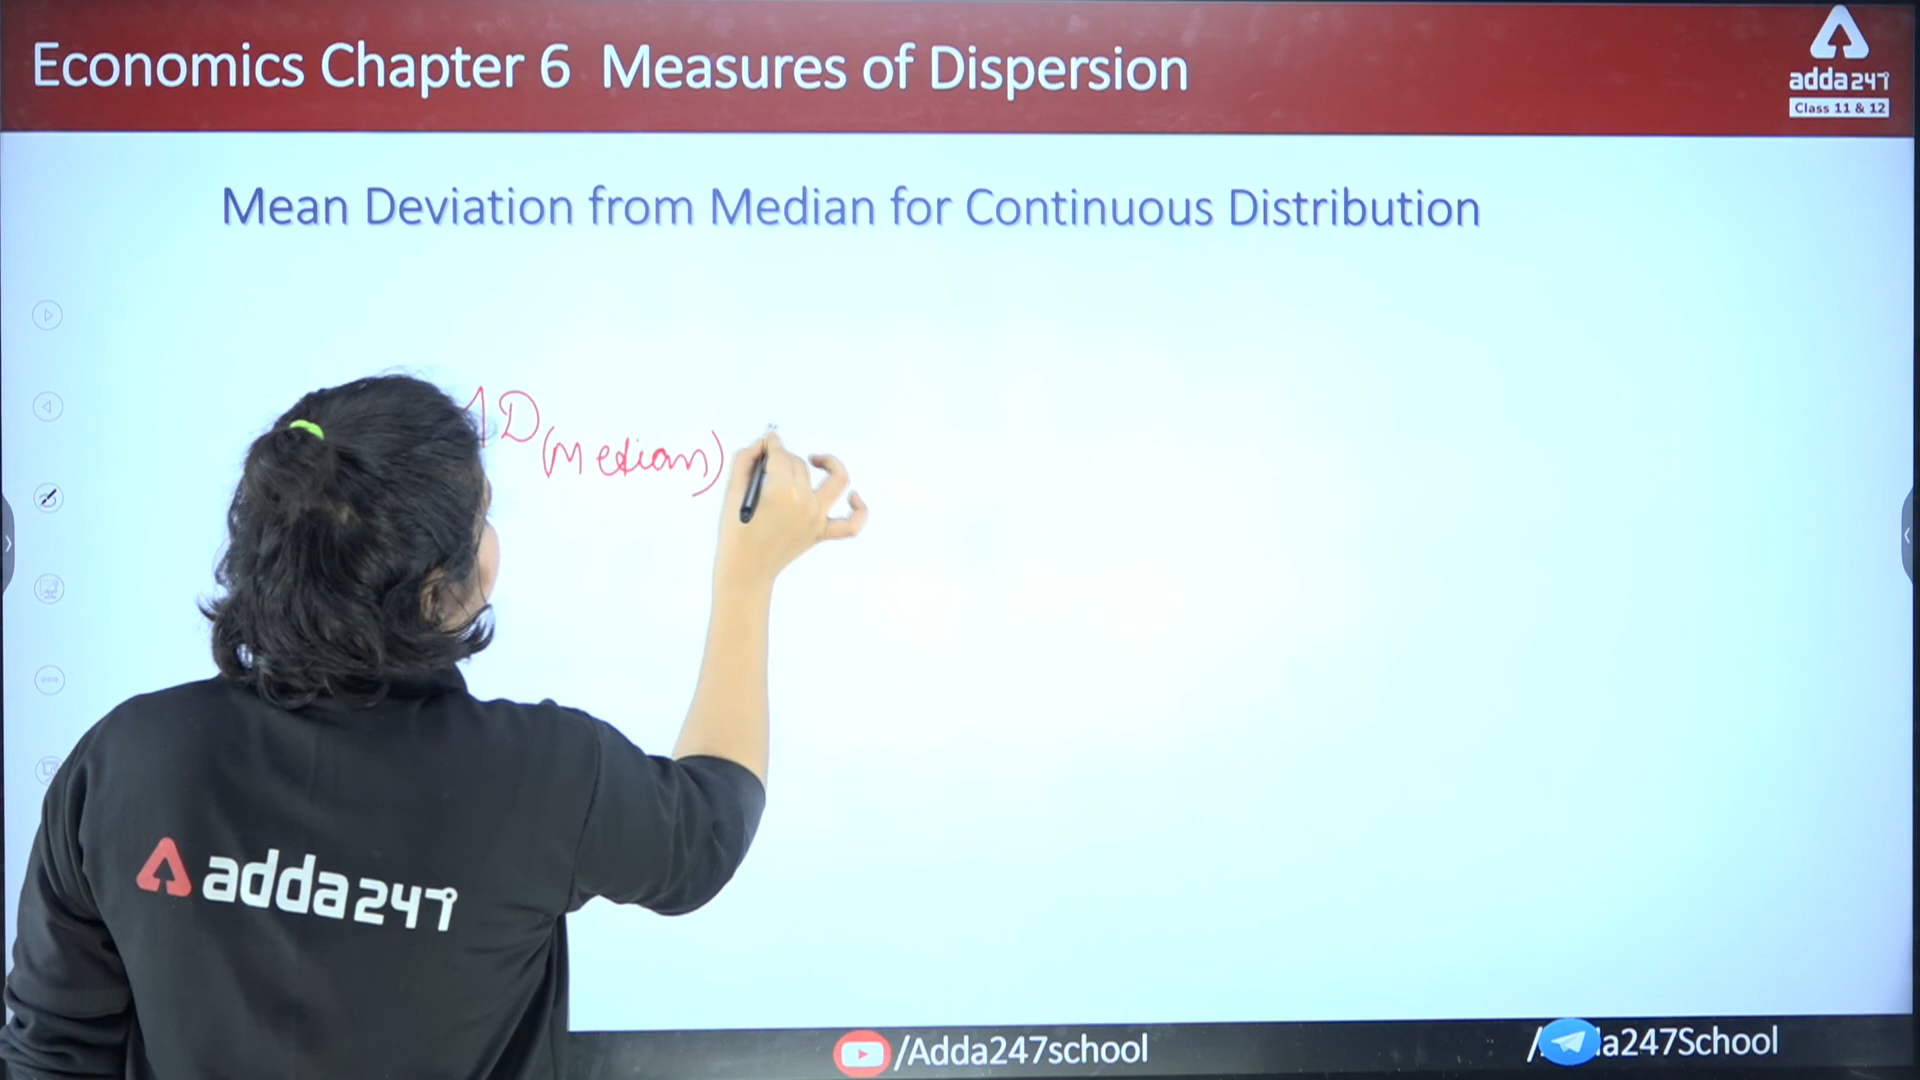 Economics Chapter 6 Measures of Dispersion
adda247
Class 11 & 12
Mean Deviation from Median for Continuous Distribution
D(Median)
adda247
/Adda247school
/la247School